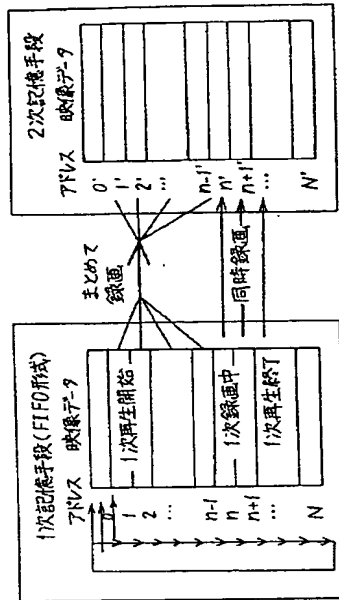 1次記憶手段(FIFO形式)
アドレス 映像データ
0
1 1次再生開始
2
...
n-1
n 1次録画中
n+1 1次再生終了
...
N
まとめて
録画
同時録画
2次記憶手段
アドレス 映像データ
0'
1'
2'
...
n-1'
n'
n+1'
...
N'